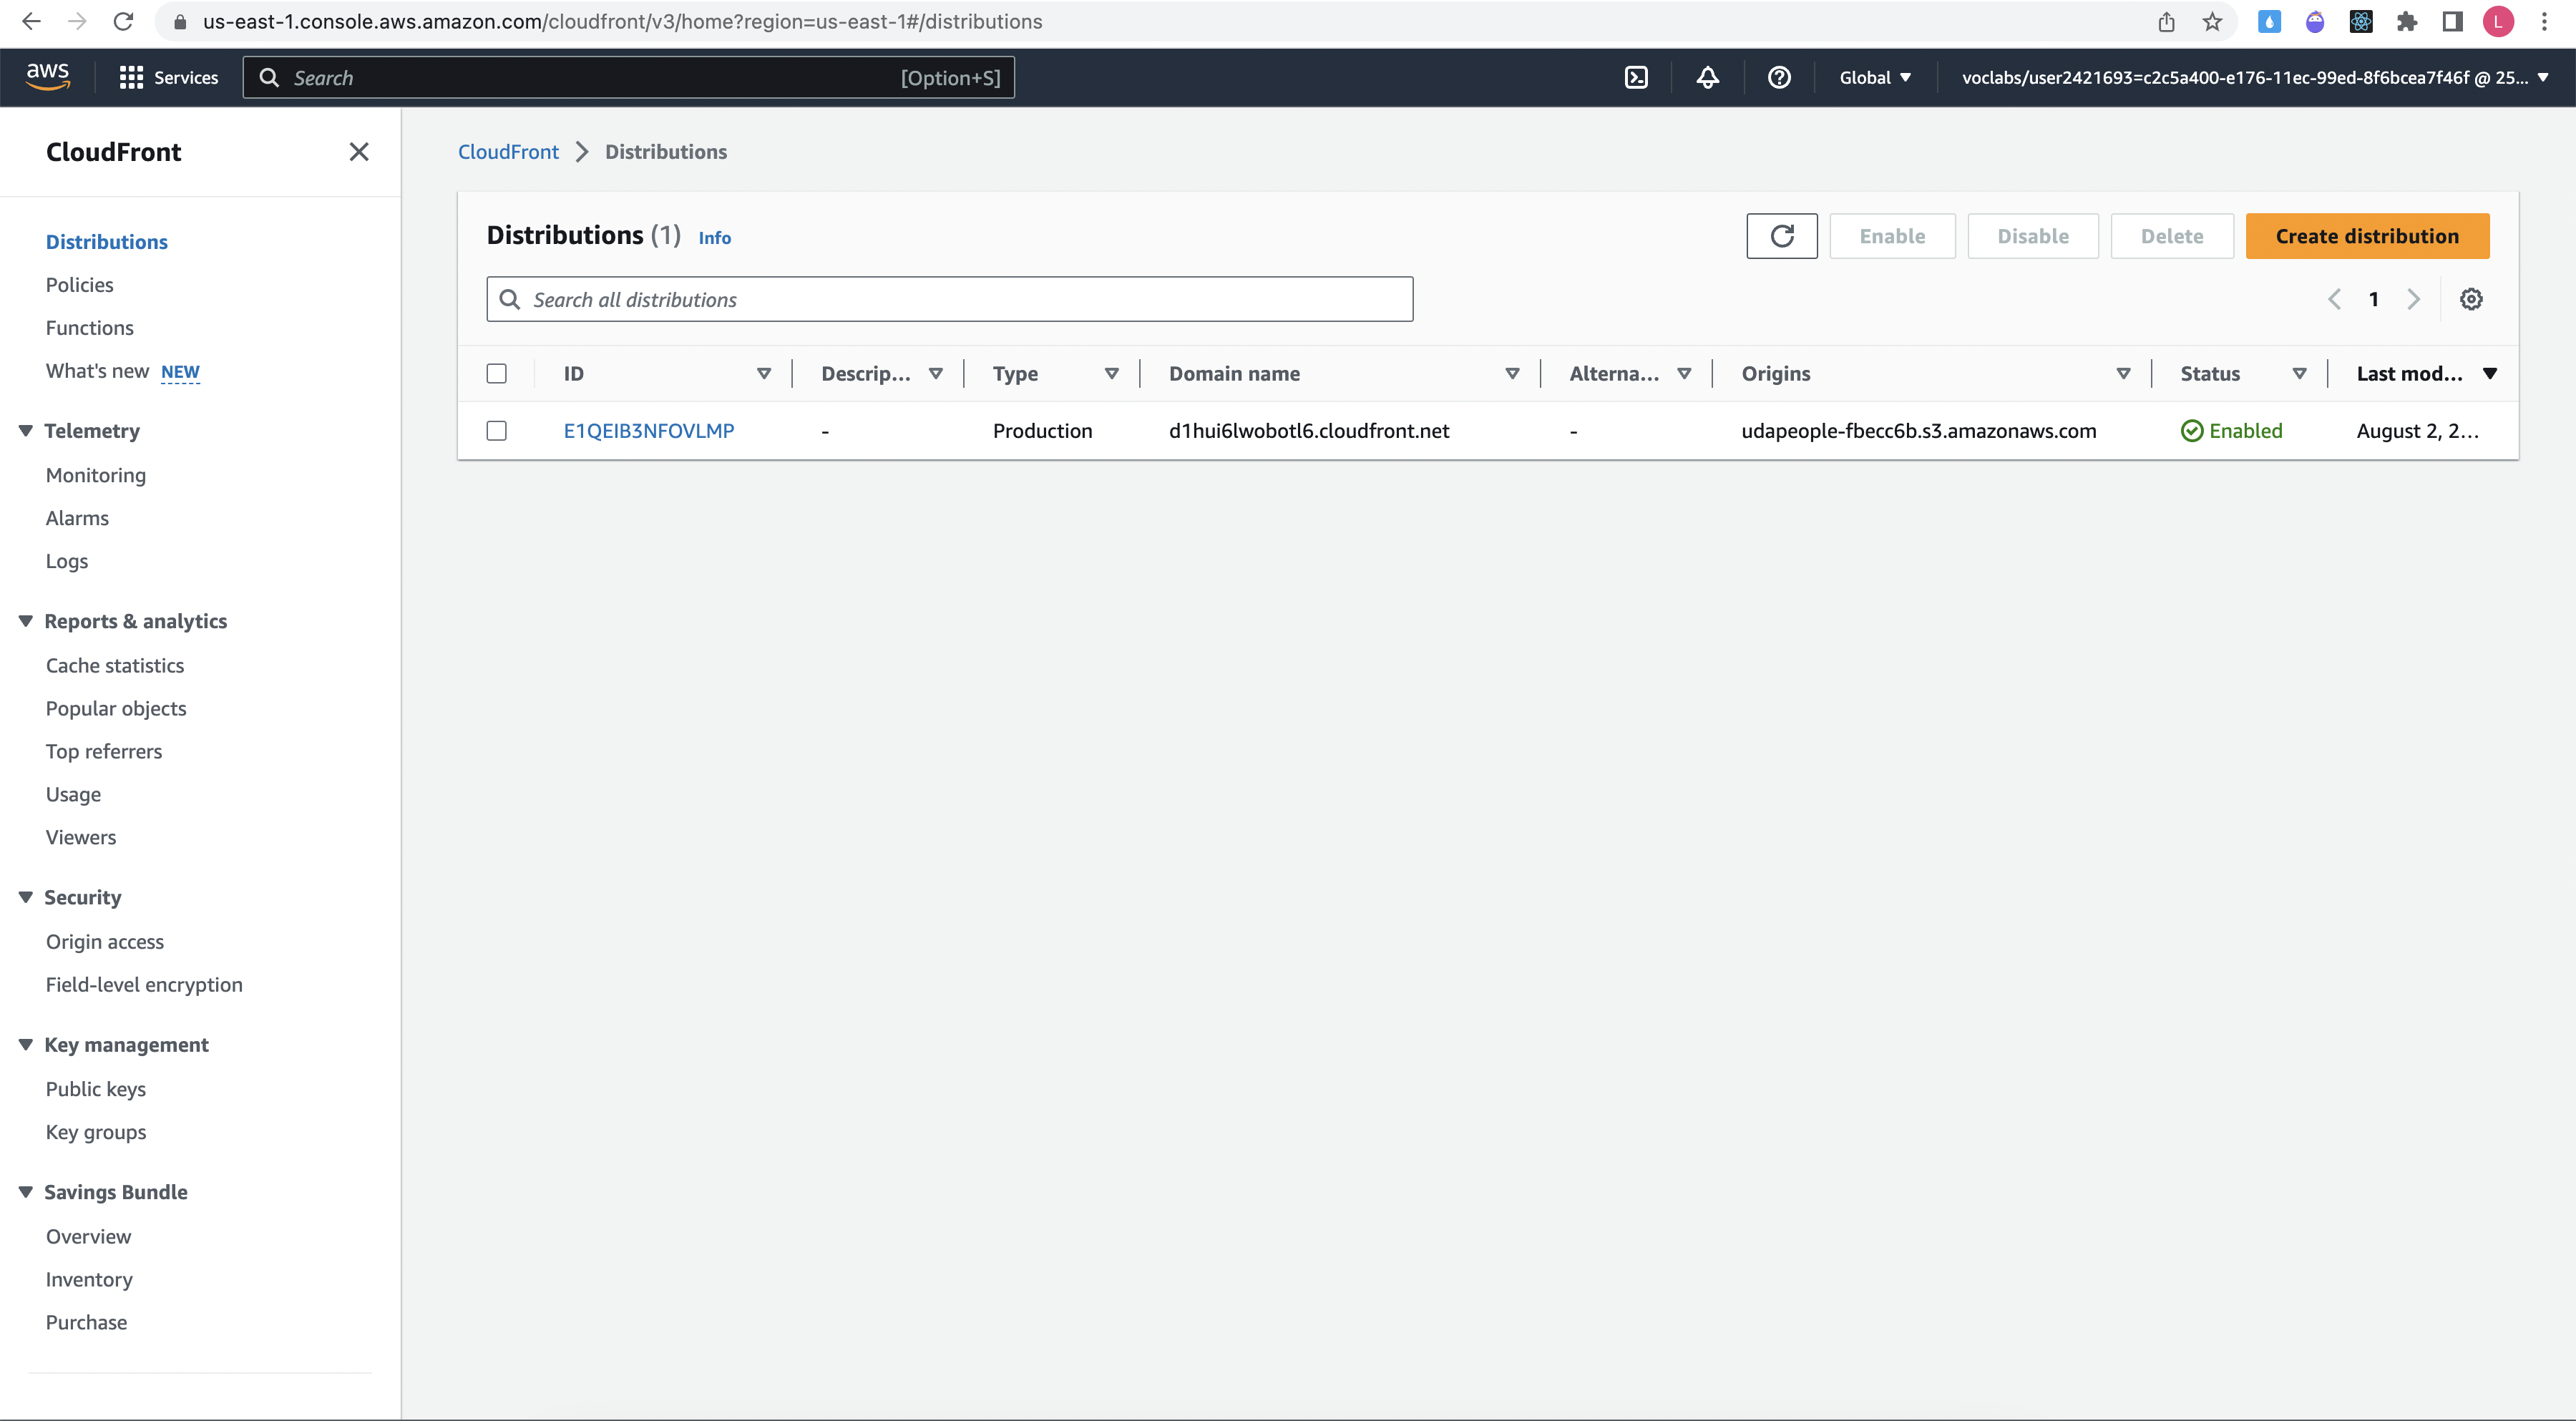 us-east-1.console.aws.amazon.com/cloudfront/v3/home?region=us-east-1#/distributions
L
aws
Services
Search
[Option+S]
Global
voclabs/user2421693=c2c5a400-e176-11ec-99ed-8f6bcea7f46f @ 25...
CloudFront
Distributions
Policies
Functions
What's new NEW
Telemetry
Monitoring
Alarms
Logs
Reports & analytics
Cache statistics
Popular objects
Top referrers
Usage
Viewers
Security
Origin access
Field-level encryption
Key management
Public keys
Key groups
Savings Bundle
Overview
Inventory
Purchase
CloudFront > Distributions
Distributions (1) Info
Enable
Disable
Delete
Create distribution
Search all distributions
1
ID Descrip... Type Domain name Alterna... Origins Status Last mod...
E1QEIB3NFOVLMP - Production d1hui6lwobotl6.cloudfront.net - udapeople-fbecc6b.s3.amazonaws.com Enabled August 2, 2...